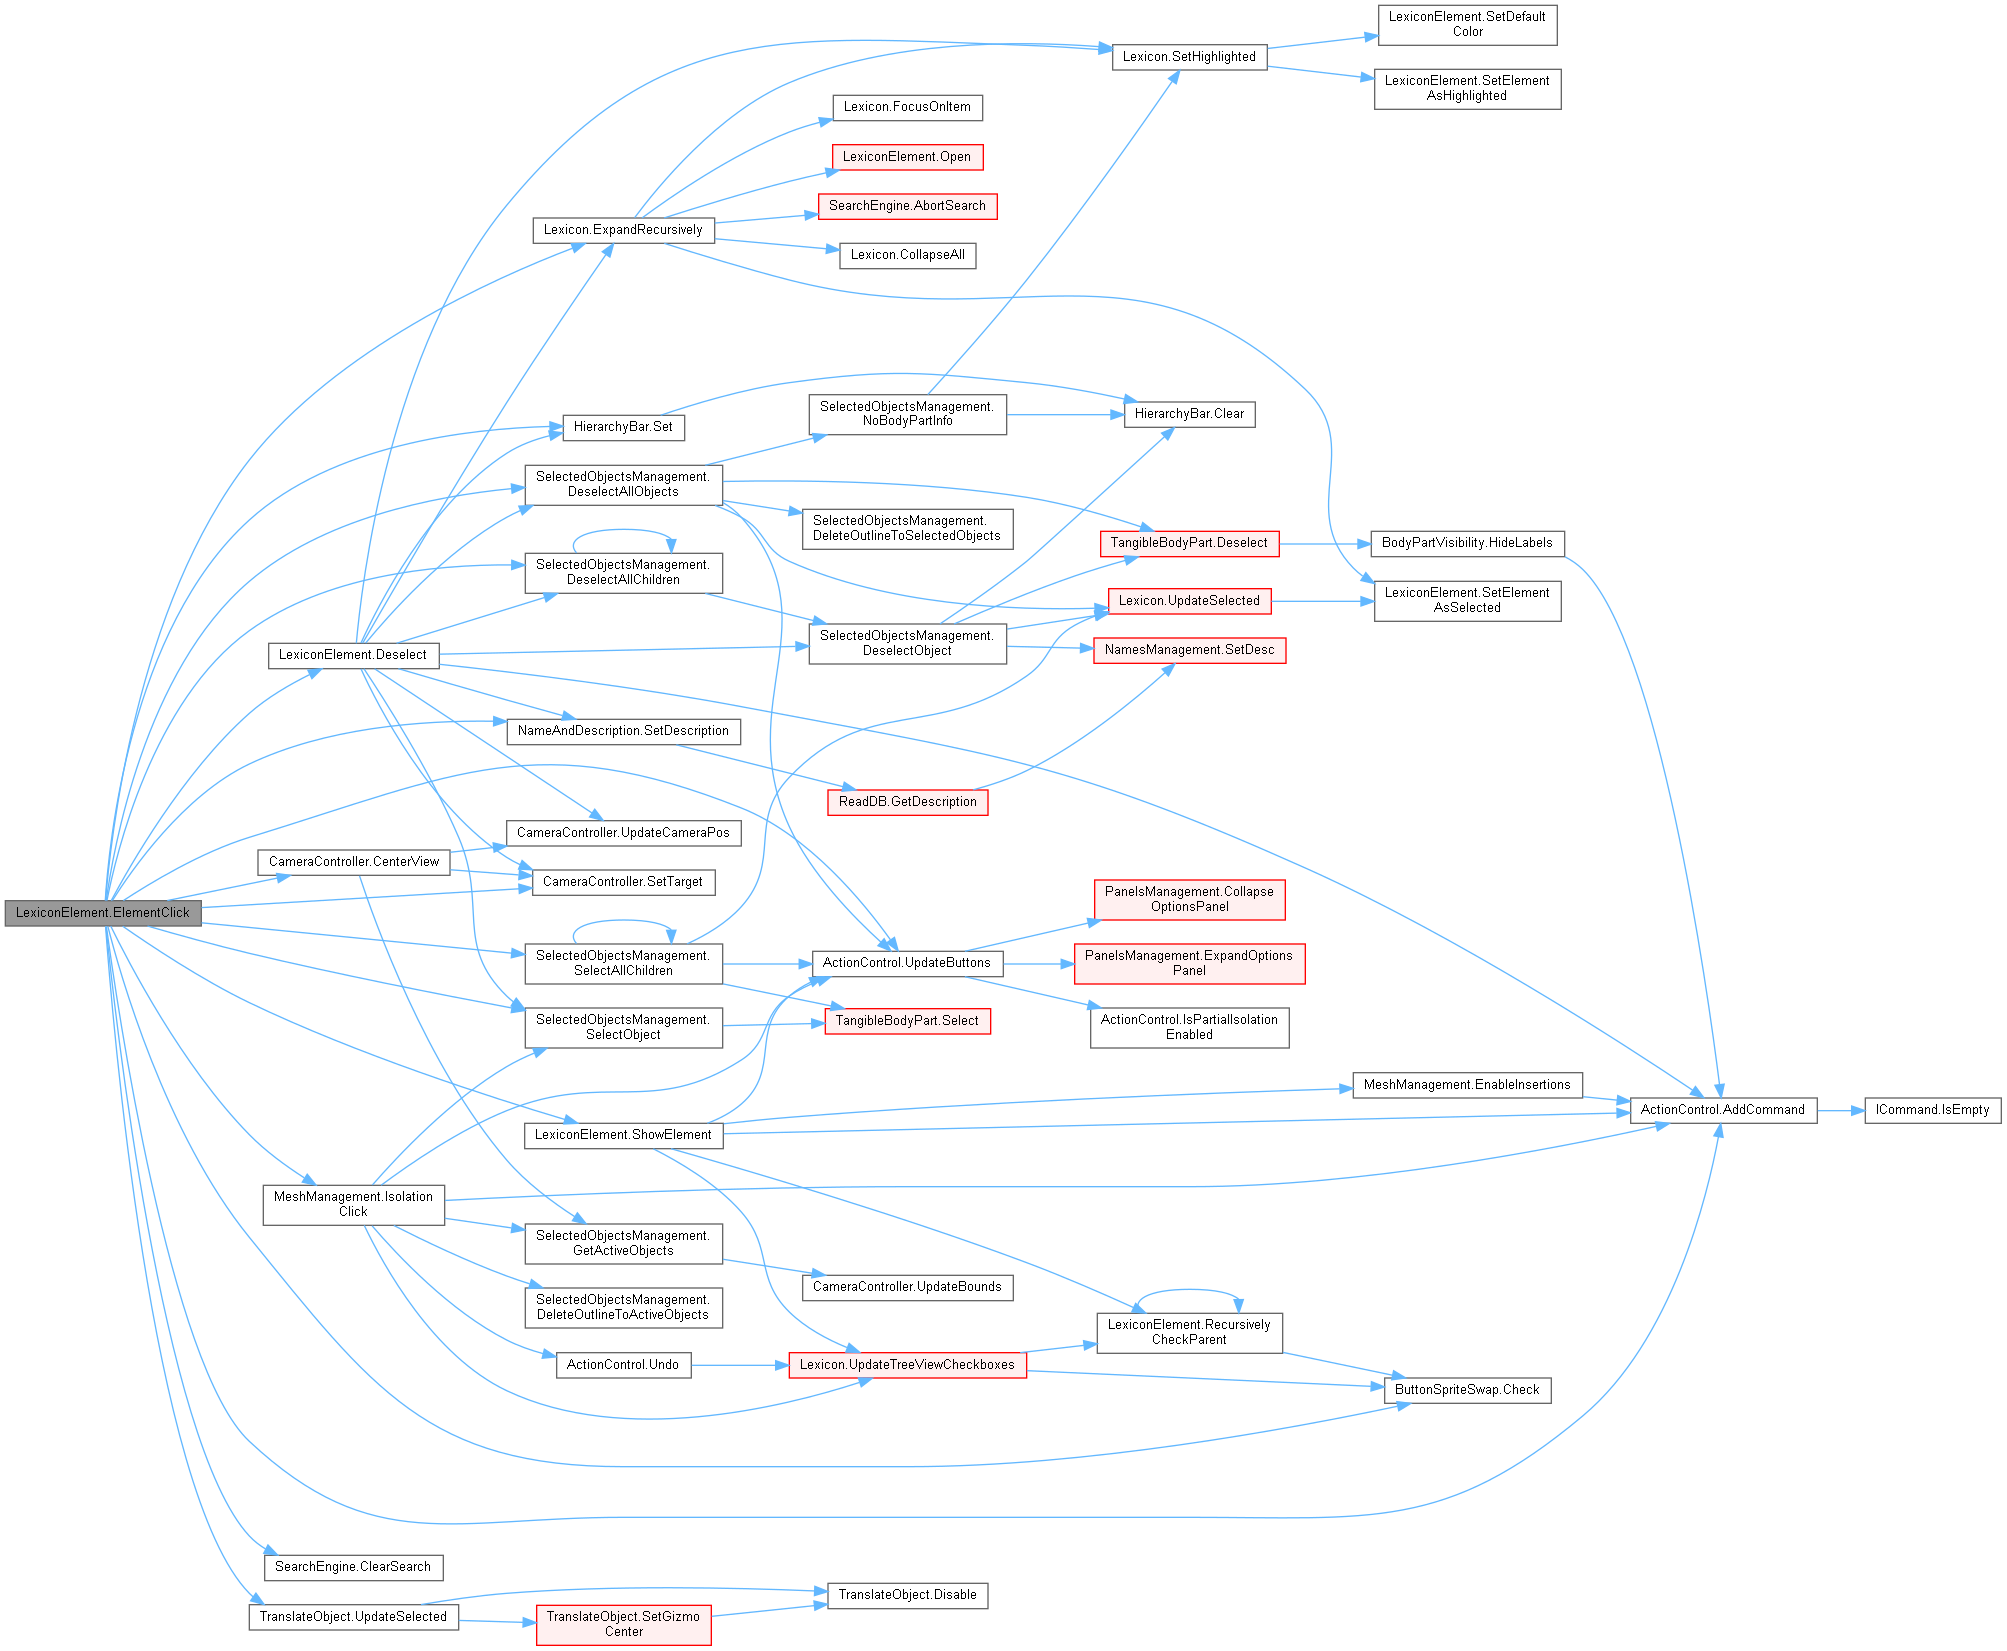 LexiconElement.SetDefault
Color
Lexicon.SetHighlighted
LexiconElement.SetElement
AsHighlighted
Lexicon.FocusOnItem
LexiconElement.Open
SearchEngine.AbortSearch
Lexicon.ExpandRecursively
Lexicon.CollapseAll
SelectedObjectsManagement.
NoBodyPartInfo
HierarchyBar.Clear
HierarchyBar.Set
SelectedObjectsManagement.
DeselectAllObjects
SelectedObjectsManagement.
DeleteOutlineToSelectedObjects
TangibleBodyPart.Deselect
BodyPartVisibility.HideLabels
SelectedObjectsManagement.
DeselectAllChildren
Lexicon.UpdateSelected
LexiconElement.SetElement
AsSelected
SelectedObjectsManagement.
DeselectObject
LexiconElement.Deselect
NamesManagement.SetDesc
NameAndDescription.SetDescription
ReadDB.GetDescription
CameraController.UpdateCameraPos
CameraController.CenterView
CameraController.SetTarget
LexiconElement.ElementClick
PanelsManagement.Collapse
OptionsPanel
SelectedObjectsManagement.
SelectAllChildren
ActionControl.UpdateButtons
PanelsManagement.ExpandOptions
Panel
SelectedObjectsManagement.
SelectObject
TangibleBodyPart.Select
ActionControl.IsPartialIsolation
Enabled
MeshManagement.EnableInsertions
ActionControl.AddCommand
ICommand.IsEmpty
LexiconElement.ShowElement
MeshManagement.Isolation
Click
SelectedObjectsManagement.
GetActiveObjects
CameraController.UpdateBounds
SelectedObjectsManagement.
DeleteOutlineToActiveObjects
LexiconElement.Recursively
CheckParent
ActionControl.Undo
Lexicon.UpdateTreeViewCheckboxes
ButtonSpriteSwap.Check
SearchEngine.ClearSearch
TranslateObject.Disable
TranslateObject.UpdateSelected
TranslateObject.SetGizmo
Center